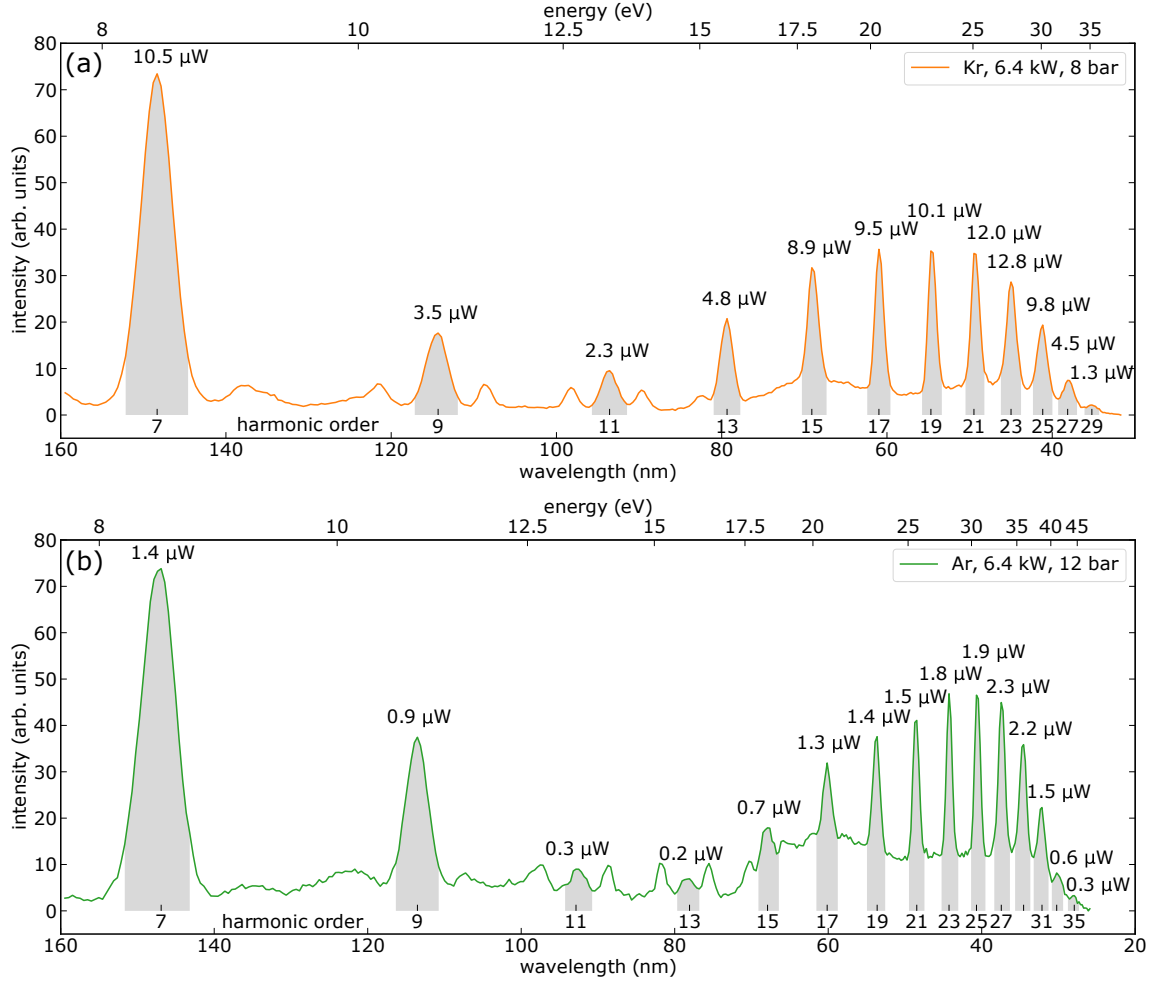 energy (eV)
8 10 12.5 15 17.5 20 25 30 35
(a)
Kr, 6.4 kW, 8 bar
intensity (arb. units)
80
70
60
50
40
30
20
10
0
10.5 µW
3.5 µW
2.3 µW
4.8 µW
8.9 µW
9.5 µW
10.1 µW
12.0 µW
12.8 µW
9.8 µW
4.5 µW
1.3 µW
7 harmonic order 9 11 13 15 17 19 21 23 25 27 29
160 140 120 100 80 60 40
wavelength (nm)
energy (eV)
8 10 12.5 15 17.5 20 25 30 35 40 45
(b)
Ar, 6.4 kW, 12 bar
intensity (arb. units)
80
70
60
50
40
30
20
10
0
1.4 µW
0.9 µW
0.3 µW
0.2 µW
0.7 µW
1.3 µW
1.4 µW
1.5 µW
1.8 µW
1.9 µW
2.3 µW
2.2 µW
1.5 µW
0.6 µW
0.3 µW
7 harmonic order 9 11 13 15 17 19 21 23 25 27 31 35
160 140 120 100 80 60 40 20
wavelength (nm)